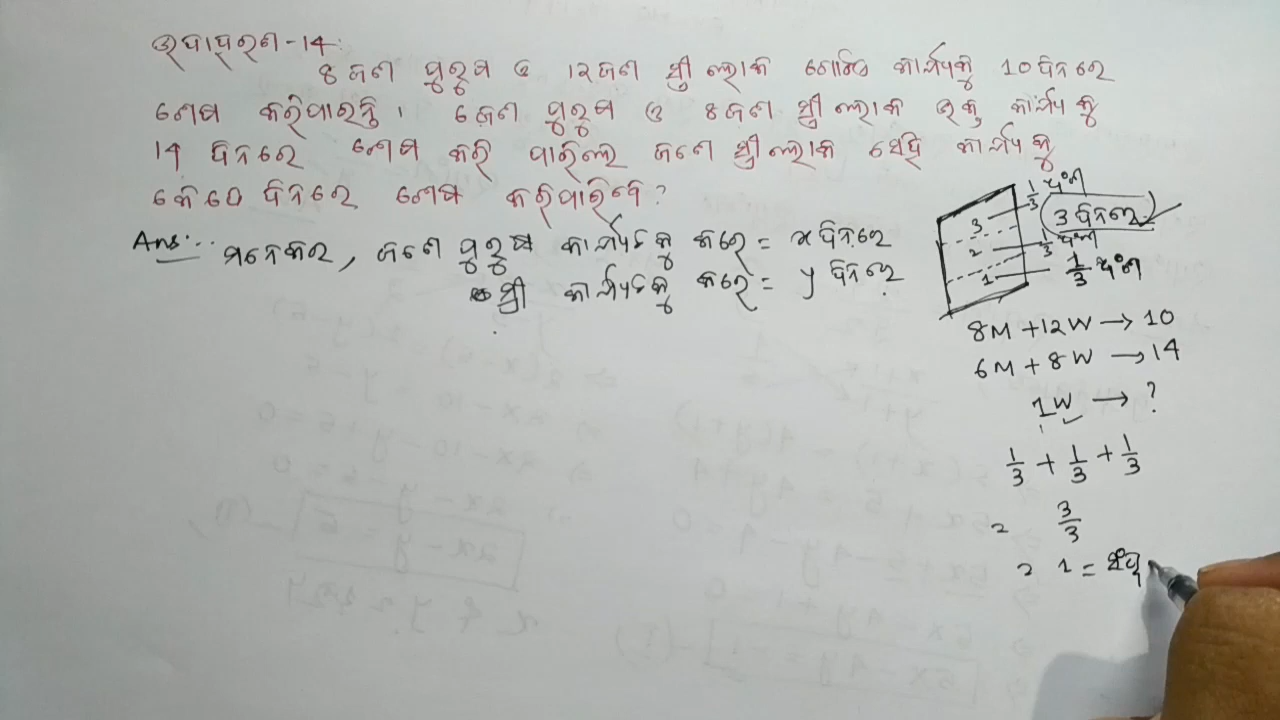 ଉଦାହରଣ-14:
8 ଜଣ ପୁରୁଷ ଓ 12 ଜଣ ସ୍ତ୍ରୀ ଲୋକ ଗୋଟିଏ କାର୍ଯ୍ୟକୁ 10 ଦିନରେ
ଶେଷ କରିପାରନ୍ତି । 6 ଜଣ ପୁରୁଷ ଓ 8 ଜଣ ସ୍ତ୍ରୀ ଲୋକ ଉକ୍ତ କାର୍ଯ୍ୟକୁ
14 ଦିନରେ ଶେଷ କରି ପାରିଲେ ଜଣେ ସ୍ତ୍ରୀ ଲୋକ ସେହି କାର୍ଯ୍ୟକୁ
କେତେ ଦିନରେ ଶେଷ କରିପାରିବେ ?
Ans:.. ମନେକର, ଜଣେ ପୁରୁଷ କାର୍ଯ୍ୟଟିକୁ କରେ = x ଦିନରେ
ସ୍ତ୍ରୀ କାର୍ଯ୍ୟଟିକୁ କରେ = y ଦିନରେ
3 1/3 ଅଂଶ
(3 ଦିନରେ)
2 1/3 ଅଂଶ
1 1/3 ଅଂଶ
8M + 12W → 10
6M + 8W → 14
1W → ?
1/3 + 1/3 + 1/3
= 3/3
= 1 =